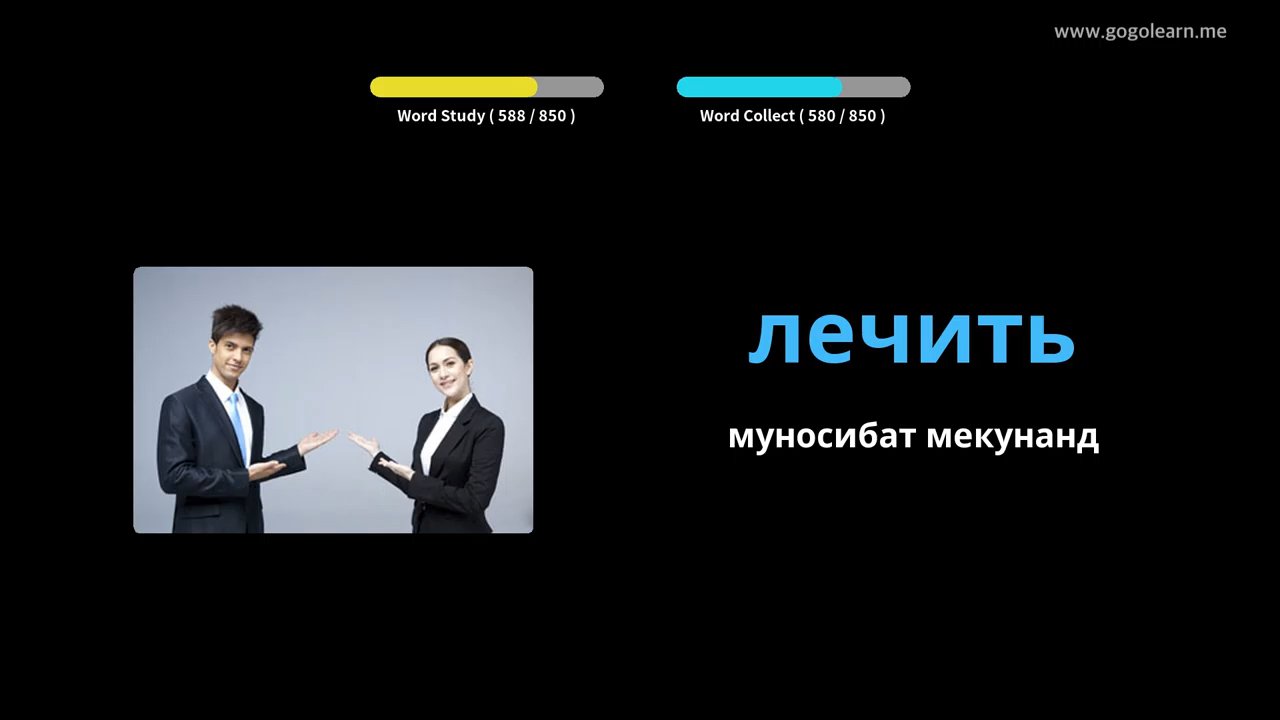 www.gogolearn.me
Word Study ( 588 / 850 )
Word Collect ( 580 / 850 )
лечить
муносибат мекунанд